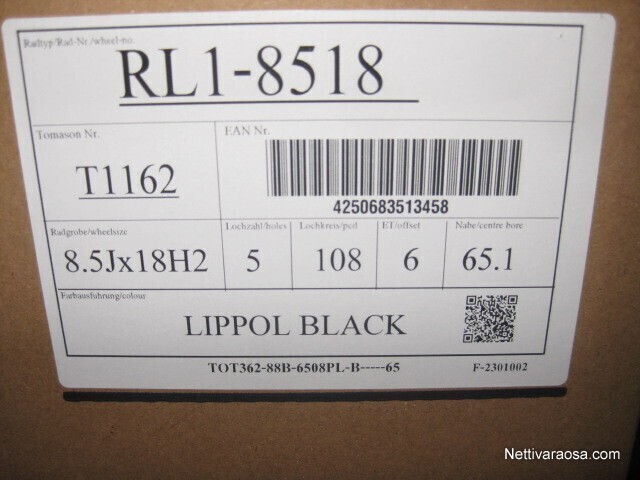 Radtyp/Rad-Nr./wheel-no.
RL1-8518
Tomason Nr.
T1162
EAN Nr.
4250683513458
Radgrobe/wheelsize
8.5Jx18H2
Lochzahl/holes
5
Lochkreis/pcd
108
ET/offset
6
Nabe/centre bore
65.1
Farbausfuhrung/colour
LIPPOL BLACK
TOT362-88B-6508PL-B-----65
F-2301002
Nettivaraosa.com